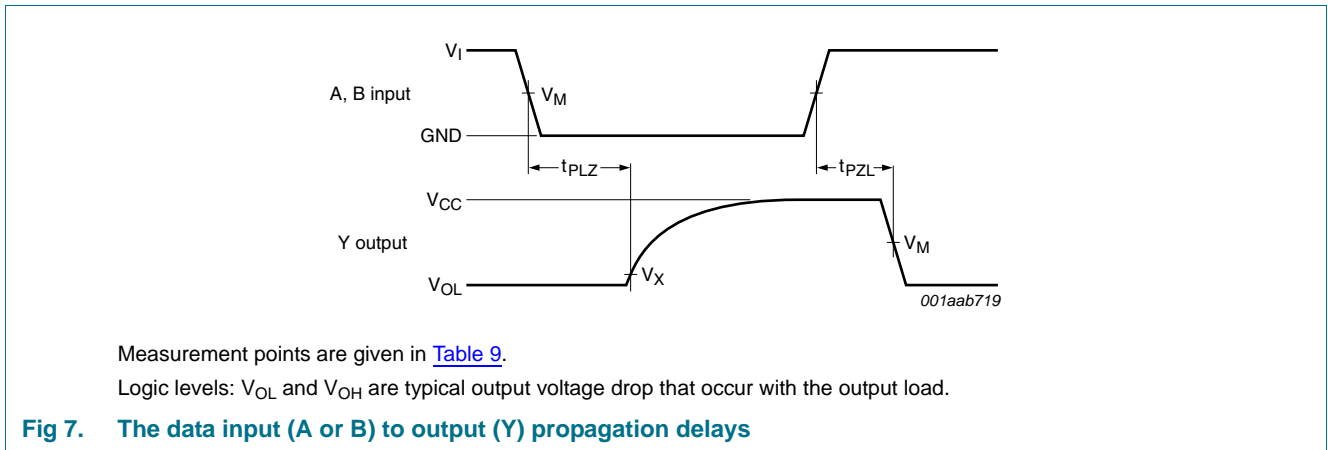 VI
A, B input
VM
GND
tPLZ
tPZL
VCC
Y output
VM
VX
VOL
001aab719
Measurement points are given in Table 9.
Logic levels: VOL and VOH are typical output voltage drop that occur with the output load.
Fig 7. The data input (A or B) to output (Y) propagation delays